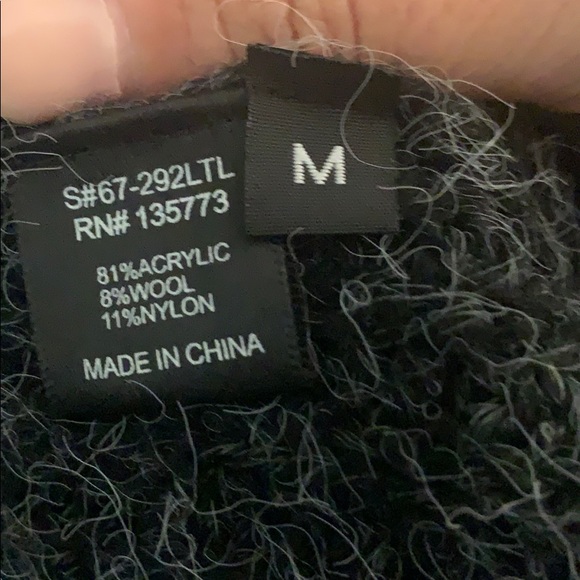 M
S#67-292LTL
RN# 135773
81%ACRYLIC
8%WOOL
11%NYLON
MADE IN CHINA